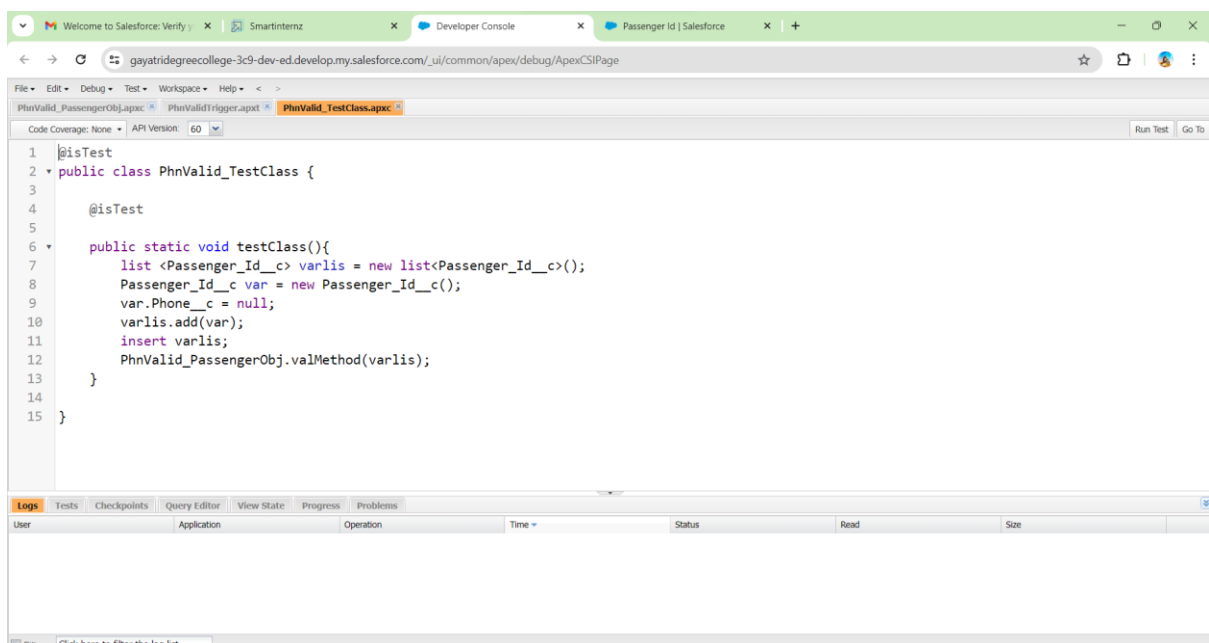 Welcome to Salesforce: Verify y
Smartinternz
Developer Console
Passenger Id | Salesforce
gayatridegreecollege-3c9-dev-ed.develop.my.salesforce.com/_ui/common/apex/debug/ApexCSIPage
File Edit Debug Test Workspace Help < >
PhnValid_PassengerObj.apxc PhnValidTrigger.apxt PhnValid_TestClass.apxc
Code Coverage: None API Version: 60 Run Test Go To
1 @isTest
2 public class PhnValid_TestClass {
3
4 @isTest
5
6 public static void testClass(){
7 list <Passenger_Id__c> varlis = new list<Passenger_Id__c>();
8 Passenger_Id__c var = new Passenger_Id__c();
9 var.Phone__c = null;
10 varlis.add(var);
11 insert varlis;
12 PhnValid_PassengerObj.valMethod(varlis);
13 }
14
15 }
Logs Tests Checkpoints Query Editor View State Progress Problems
User Application Operation Time Status Read Size
Click here to filter the log list